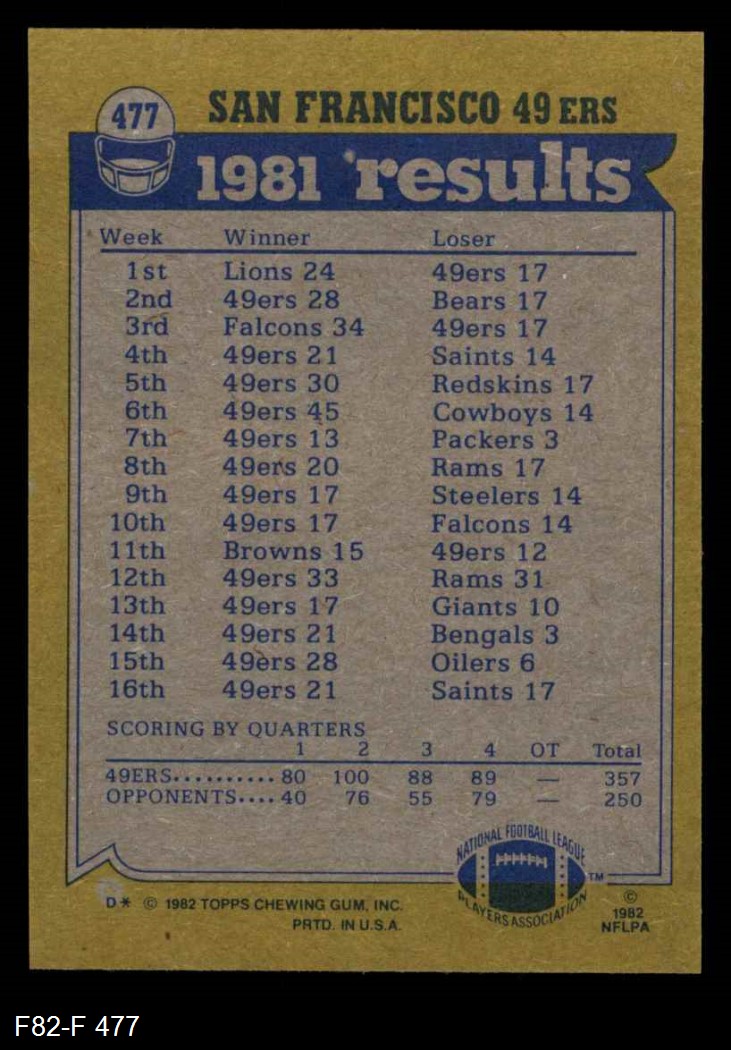 477
SAN FRANCISCO 49ERS
1981 results
Week Winner Loser
1st Lions 24 49ers 17
2nd 49ers 28 Bears 17
3rd Falcons 34 49ers 17
4th 49ers 21 Saints 14
5th 49ers 30 Redskins 17
6th 49ers 45 Cowboys 14
7th 49ers 13 Packers 3
8th 49ers 20 Rams 17
9th 49ers 17 Steelers 14
10th 49ers 17 Falcons 14
11th Browns 15 49ers 12
12th 49ers 33 Rams 31
13th 49ers 17 Giants 10
14th 49ers 21 Bengals 3
15th 49ers 28 Oilers 6
16th 49ers 21 Saints 17
SCORING BY QUARTERS
1 2 3 4 OT Total
49ERS.......... 80 100 88 89 — 357
OPPONENTS.... 40 76 55 79 — 250
NATIONAL FOOTBALL LEAGUE
PLAYERS ASSOCIATION
™
D* © 1982 TOPPS CHEWING GUM, INC.
PRTD. IN U.S.A.
©
1982
NFLPA
F82-F 477